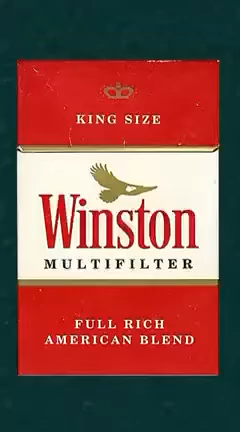 KING SIZE
Winston
MULTIFILTER
FULL RICH
AMERICAN BLEND